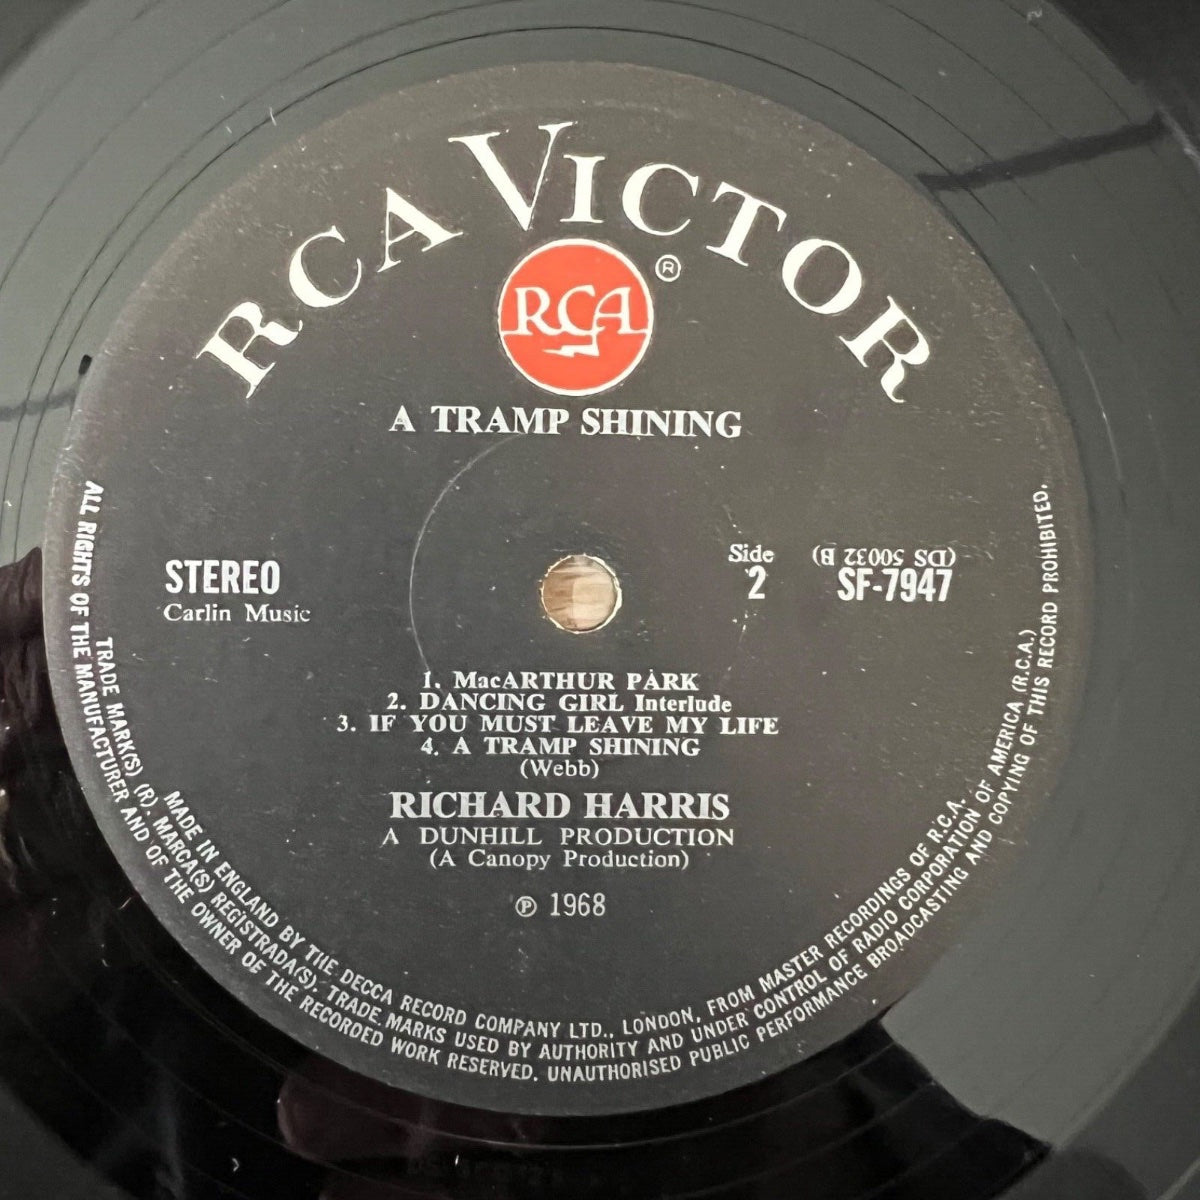 RCA VICTOR
RCA
®
A TRAMP SHINING
STEREO
Carlin Music
Side
2
(DS 50032 B)
SF-7947
1. MacARTHUR PARK
2. DANCING GIRL Interlude
3. IF YOU MUST LEAVE MY LIFE
4. A TRAMP SHINING
(Webb)
RICHARD HARRIS
A DUNHILL PRODUCTION
(A Canopy Production)
℗ 1968
MADE IN ENGLAND BY THE DECCA RECORD COMPANY LTD., LONDON, FROM MASTER RECORDINGS OF R.C.A.
TRADE MARK(S) (R). MARCA(S) REGISTRADA(S). TRADE MARKS USED BY AUTHORITY AND UNDER CONTROL OF RADIO CORPORATION OF AMERICA (R.C.A.)
ALL RIGHTS OF THE MANUFACTURER AND OF THE OWNER OF THE RECORDED WORK RESERVED. UNAUTHORISED PUBLIC PERFORMANCE BROADCASTING AND COPYING OF THIS RECORD PROHIBITED.